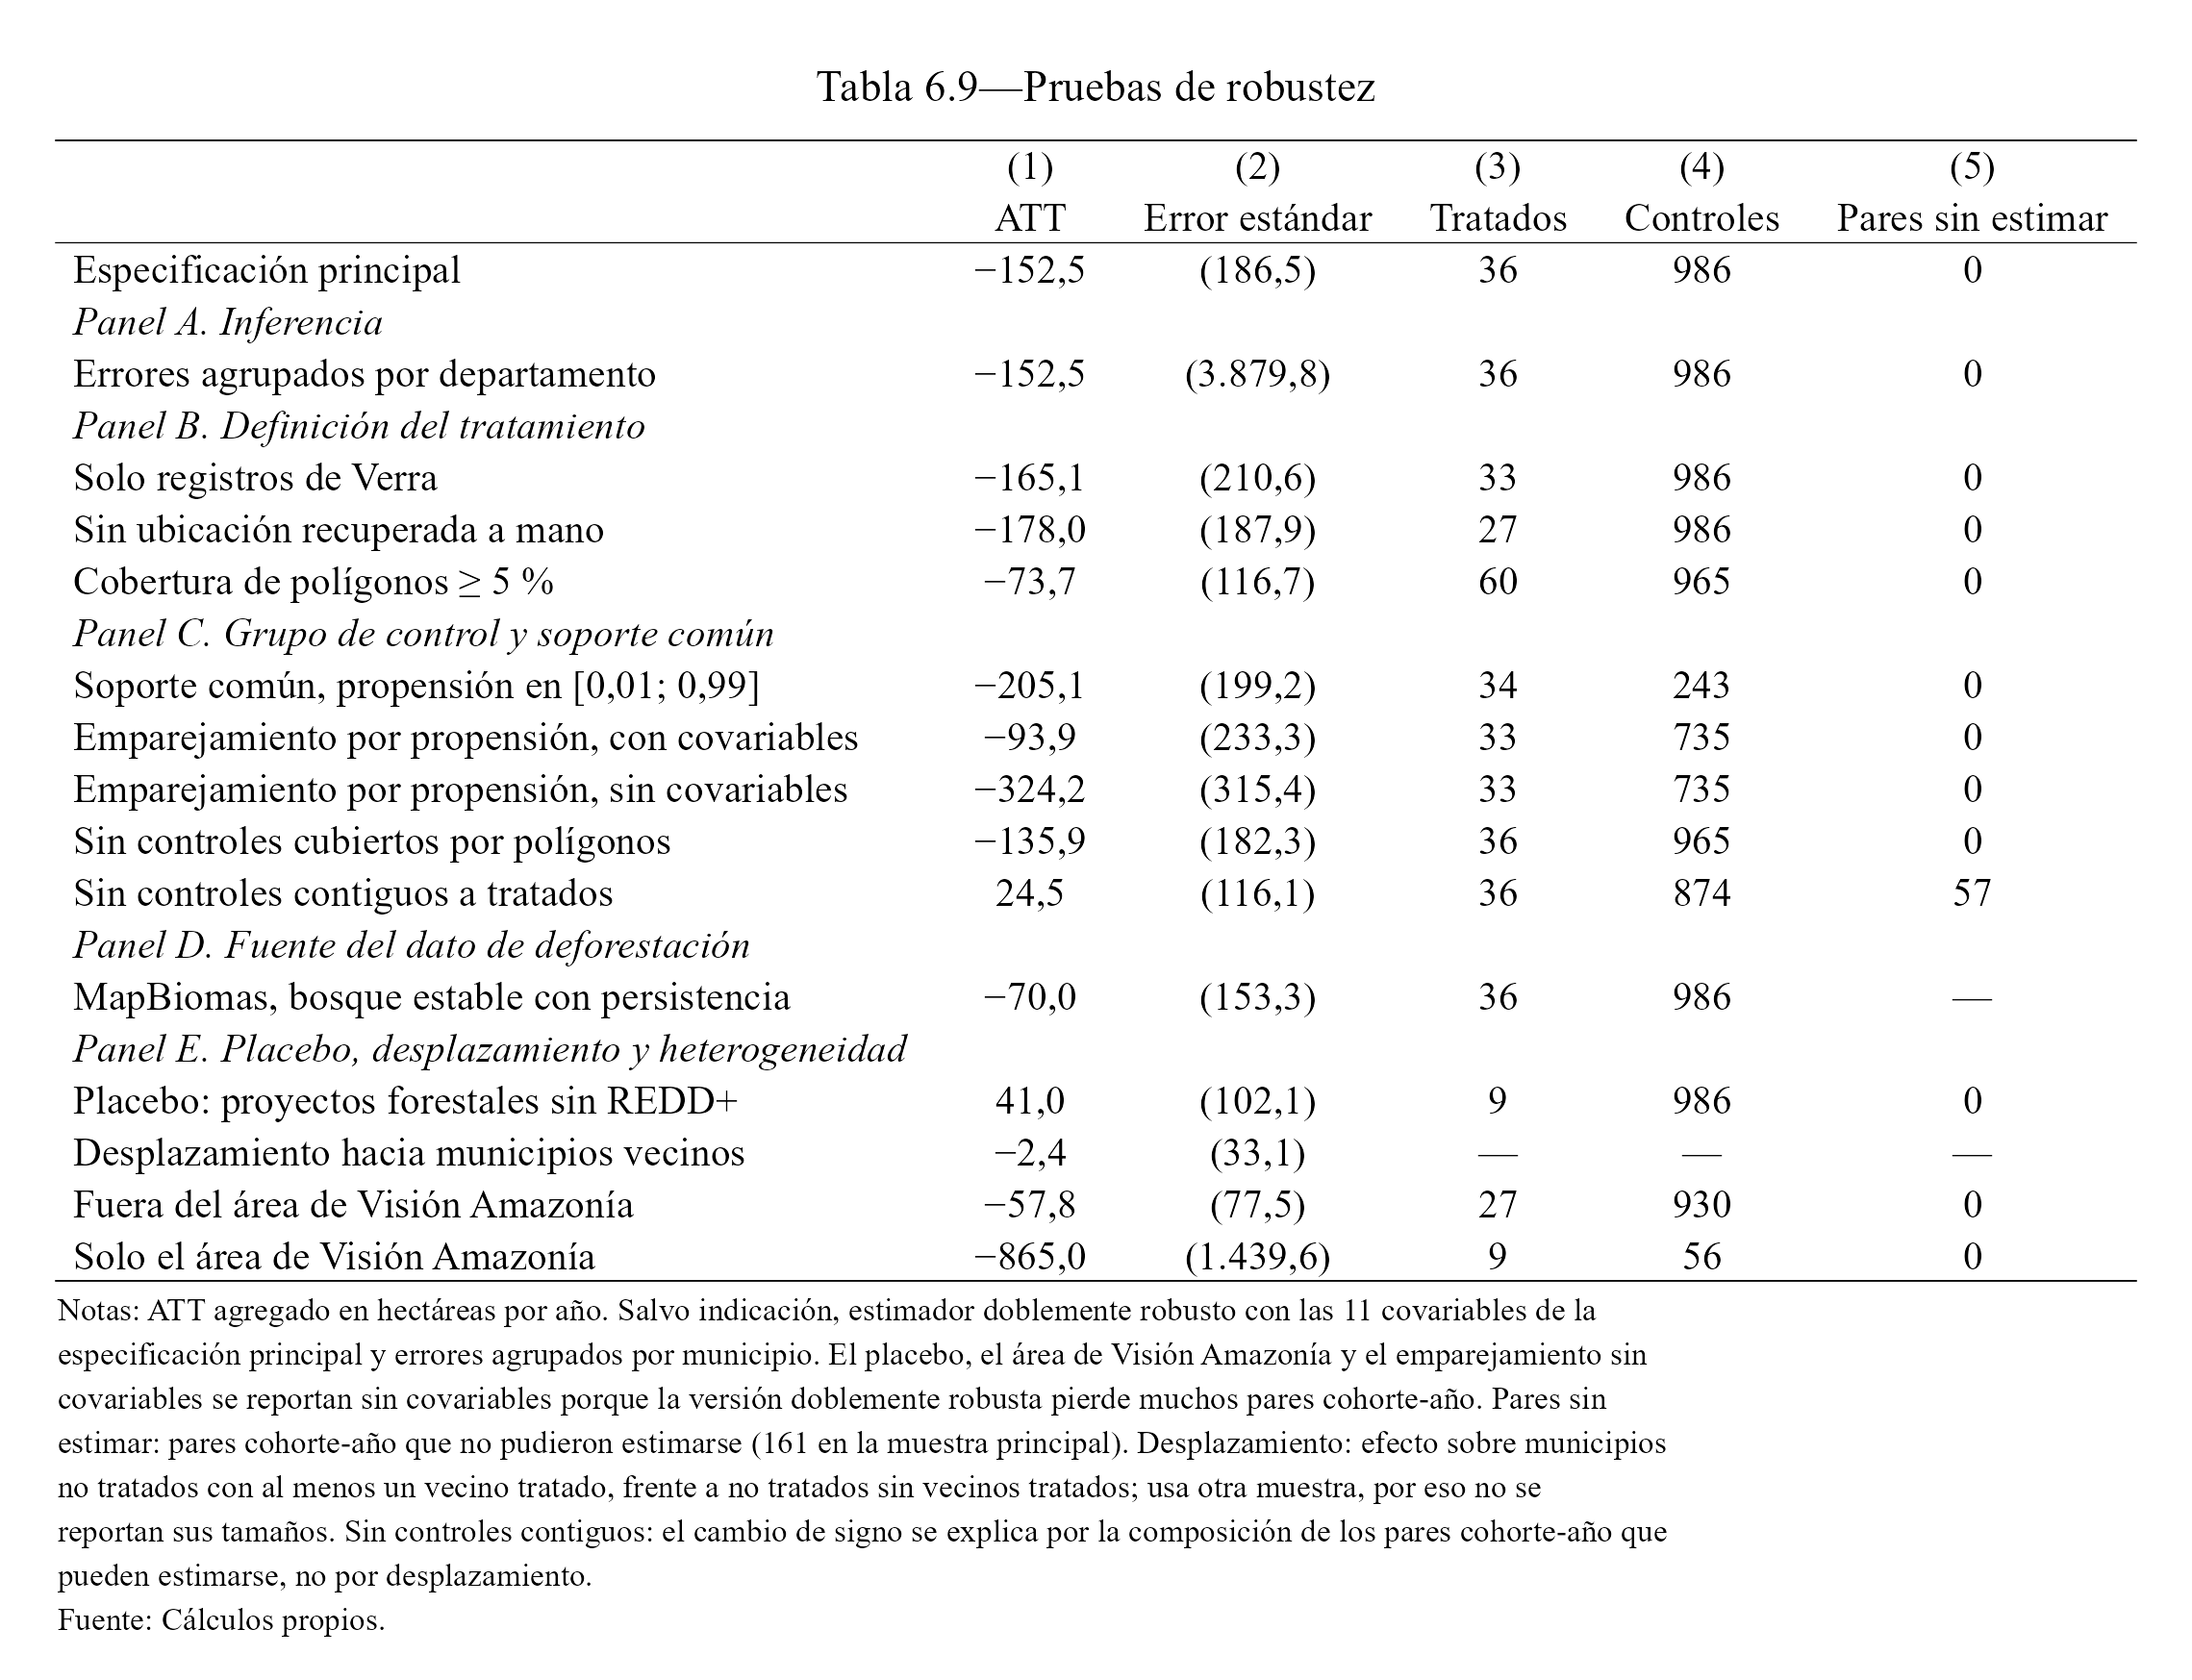 Tabla 6.9—Pruebas de robustez
(1) (2) (3) (4) (5)
ATT Error estándar Tratados Controles Pares sin estimar
Especificación principal −152,5 (186,5) 36 986 0
Panel A. Inferencia
Errores agrupados por departamento −152,5 (3.879,8) 36 986 0
Panel B. Definición del tratamiento
Solo registros de Verra −165,1 (210,6) 33 986 0
Sin ubicación recuperada a mano −178,0 (187,9) 27 986 0
Cobertura de polígonos ≥ 5 % −73,7 (116,7) 60 965 0
Panel C. Grupo de control y soporte común
Soporte común, propensión en [0,01; 0,99] −205,1 (199,2) 34 243 0
Emparejamiento por propensión, con covariables −93,9 (233,3) 33 735 0
Emparejamiento por propensión, sin covariables −324,2 (315,4) 33 735 0
Sin controles cubiertos por polígonos −135,9 (182,3) 36 965 0
Sin controles contiguos a tratados 24,5 (116,1) 36 874 57
Panel D. Fuente del dato de deforestación
MapBiomas, bosque estable con persistencia −70,0 (153,3) 36 986 —
Panel E. Placebo, desplazamiento y heterogeneidad
Placebo: proyectos forestales sin REDD+ 41,0 (102,1) 9 986 0
Desplazamiento hacia municipios vecinos −2,4 (33,1) — — —
Fuera del área de Visión Amazonía −57,8 (77,5) 27 930 0
Solo el área de Visión Amazonía −865,0 (1.439,6) 9 56 0
Notas: ATT agregado en hectáreas por año. Salvo indicación, estimador doblemente robusto con las 11 covariables de la
especificación principal y errores agrupados por municipio. El placebo, el área de Visión Amazonía y el emparejamiento sin
covariables se reportan sin covariables porque la versión doblemente robusta pierde muchos pares cohorte-año. Pares sin
estimar: pares cohorte-año que no pudieron estimarse (161 en la muestra principal). Desplazamiento: efecto sobre municipios
no tratados con al menos un vecino tratado, frente a no tratados sin vecinos tratados; usa otra muestra, por eso no se
reportan sus tamaños. Sin controles contiguos: el cambio de signo se explica por la composición de los pares cohorte-año que
pueden estimarse, no por desplazamiento.
Fuente: Cálculos propios.